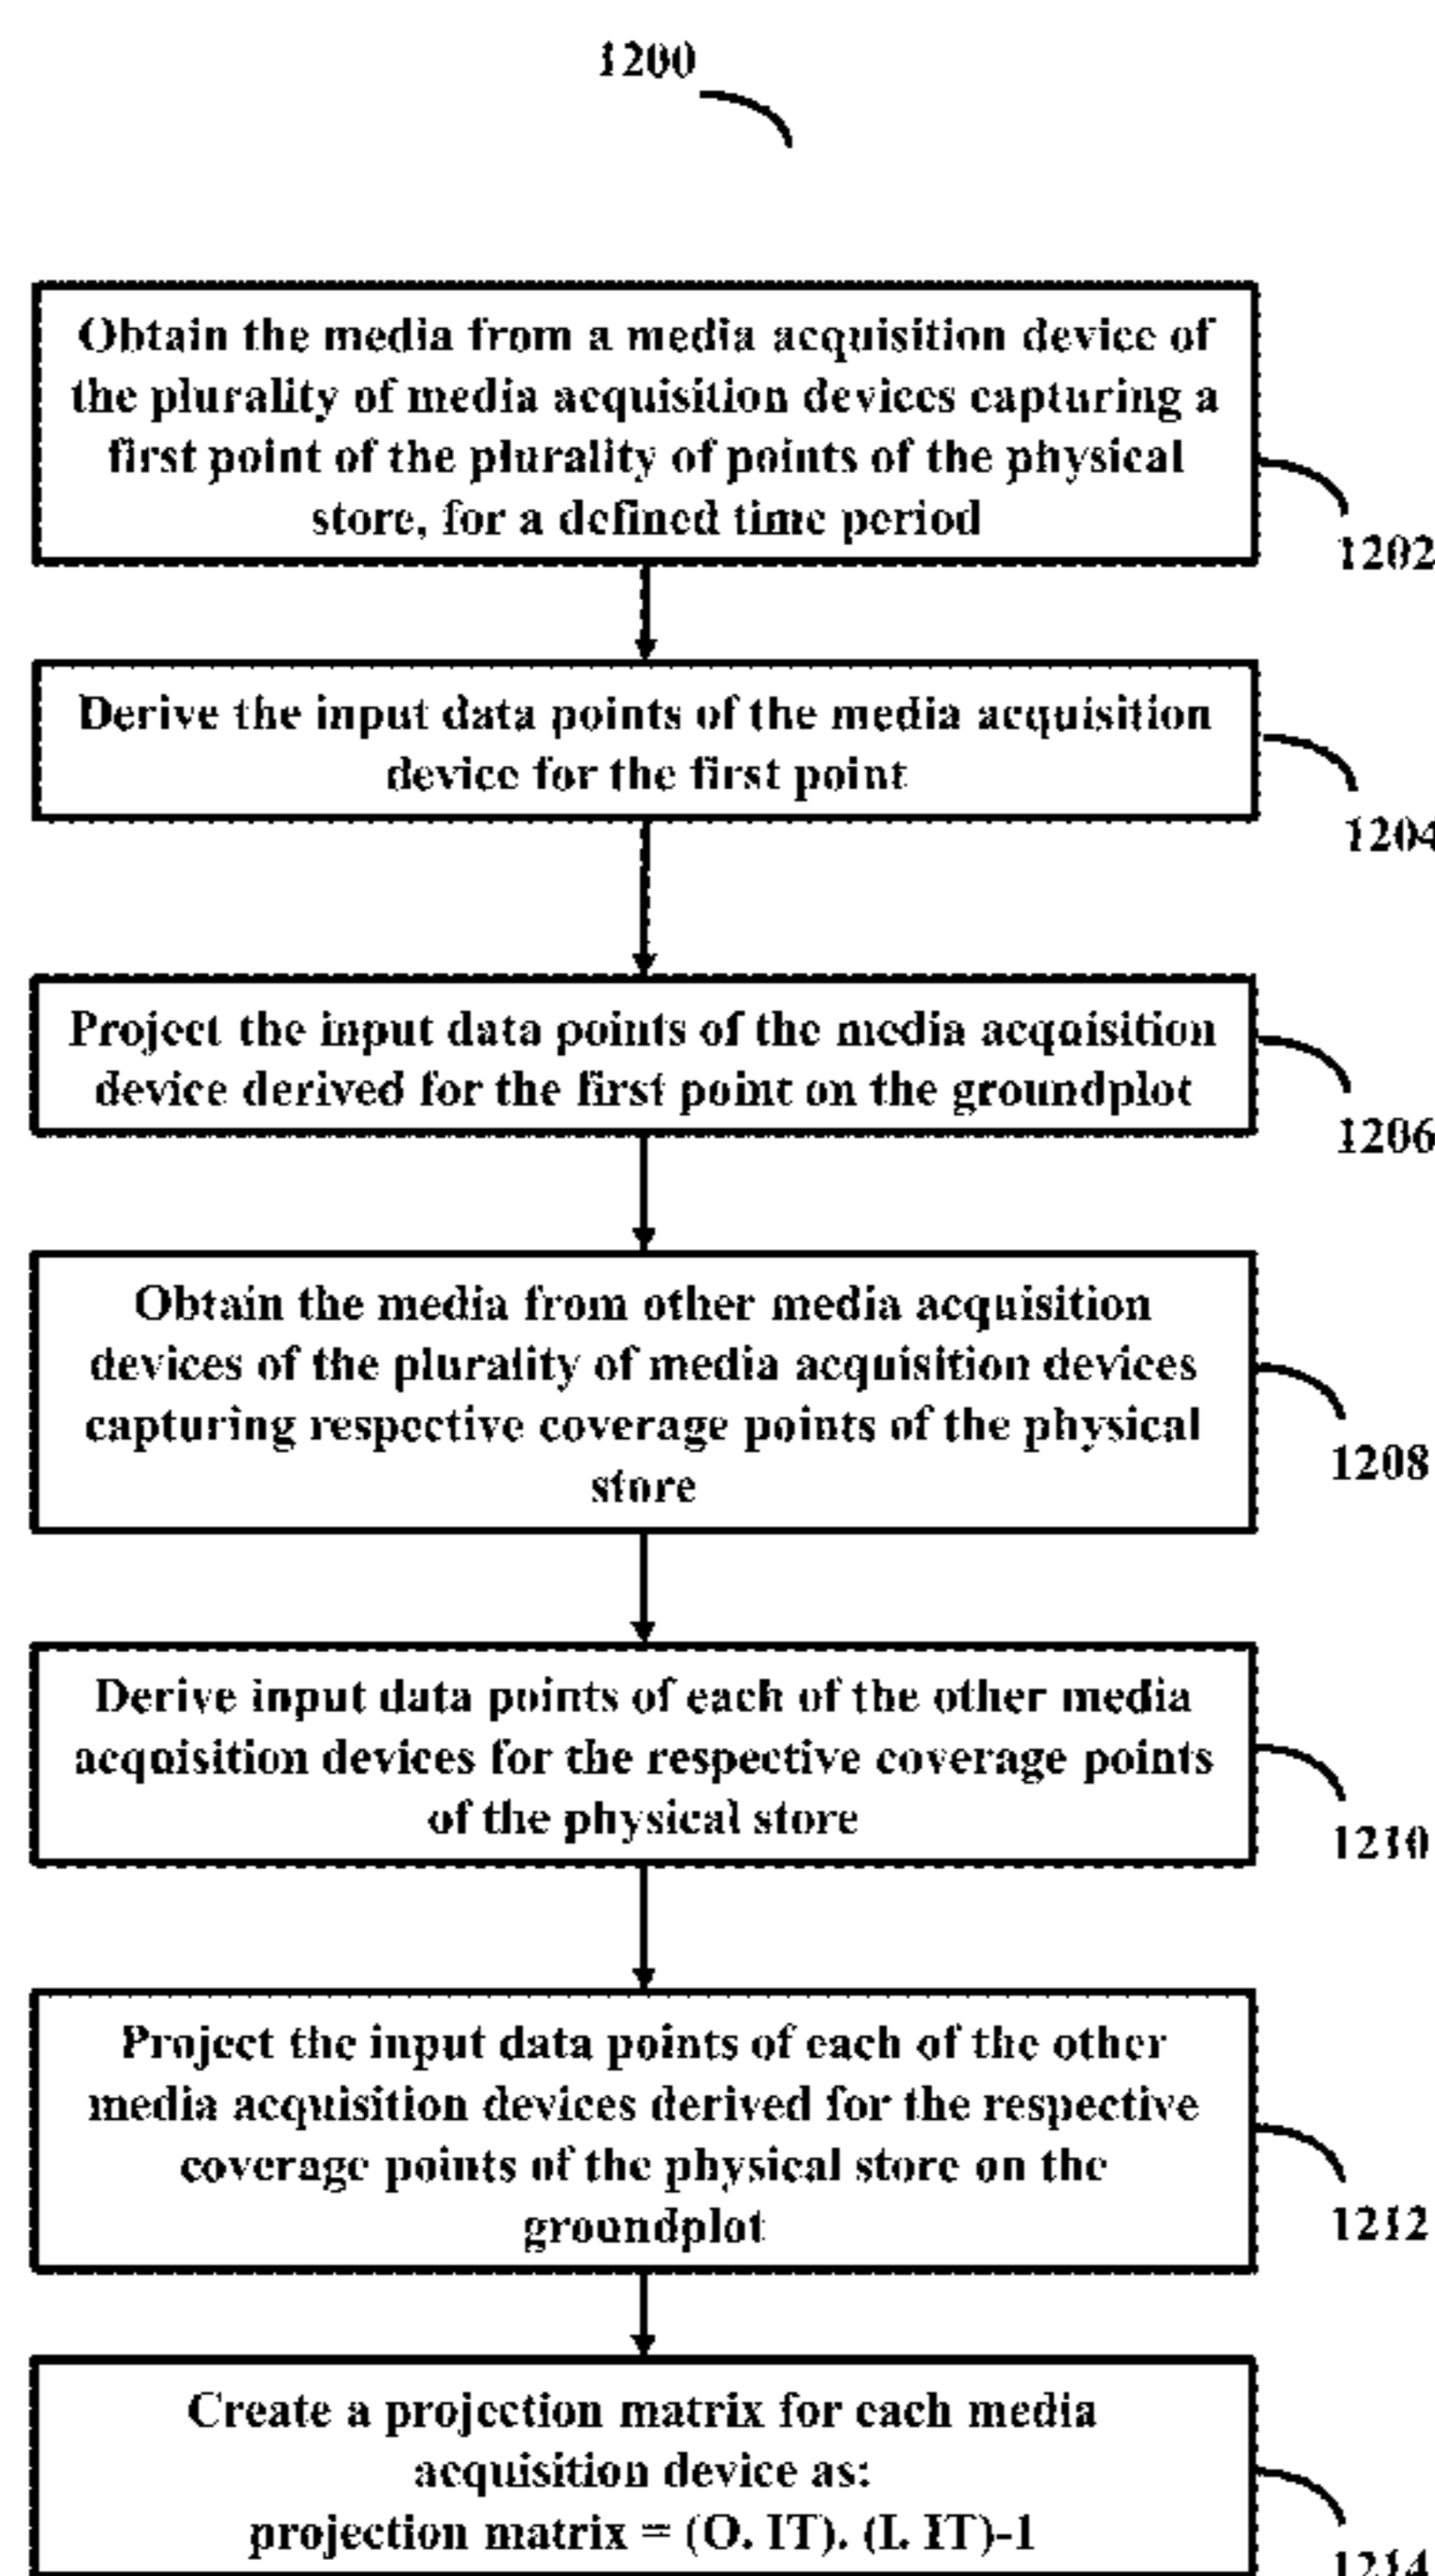 1200
Obtain the media from a media acquisition device of
the plurality of media acquisition devices capturing a
first point of the plurality of points of the physical
store, for a defined time period
1202
Derive the input data points of the media acquisition
device for the first point
1204
Project the input data points of the media acquisition
device derived for the first point on the groundplot
1206
Obtain the media from other media acquisition
devices of the plurality of media acquisition devices
capturing respective coverage points of the physical
store
1208
Derive input data points of each of the other media
acquisition devices for the respective coverage points
of the physical store
1210
Project the input data points of each of the other
media acquisition devices derived for the respective
coverage points of the physical store on the
groundplot
1212
Create a projection matrix for each media
acquisition device as:
projection matrix = (O. IT). (I. IT)-1
1214